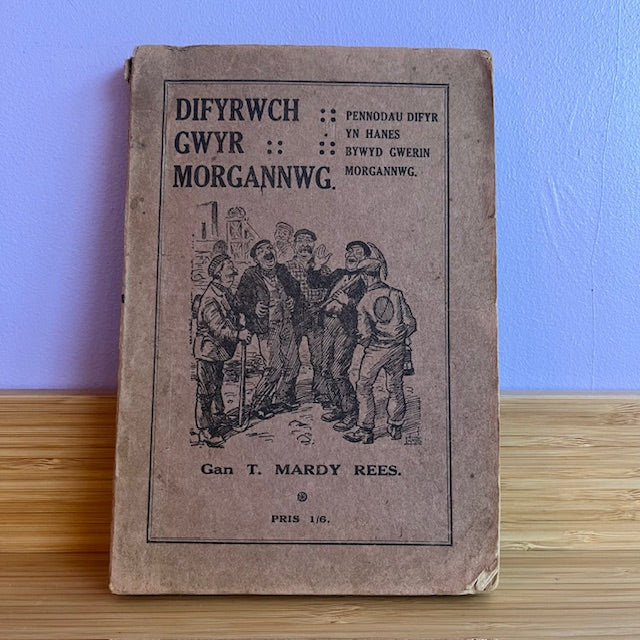 DIFYRWCH
GWYR
MORGANNWG.
PENNODAU DIFYR
YN HANES
BYWYD GWERIN
MORGANNWG.
Gan T. MARDY REES.
PRIS 1/6.